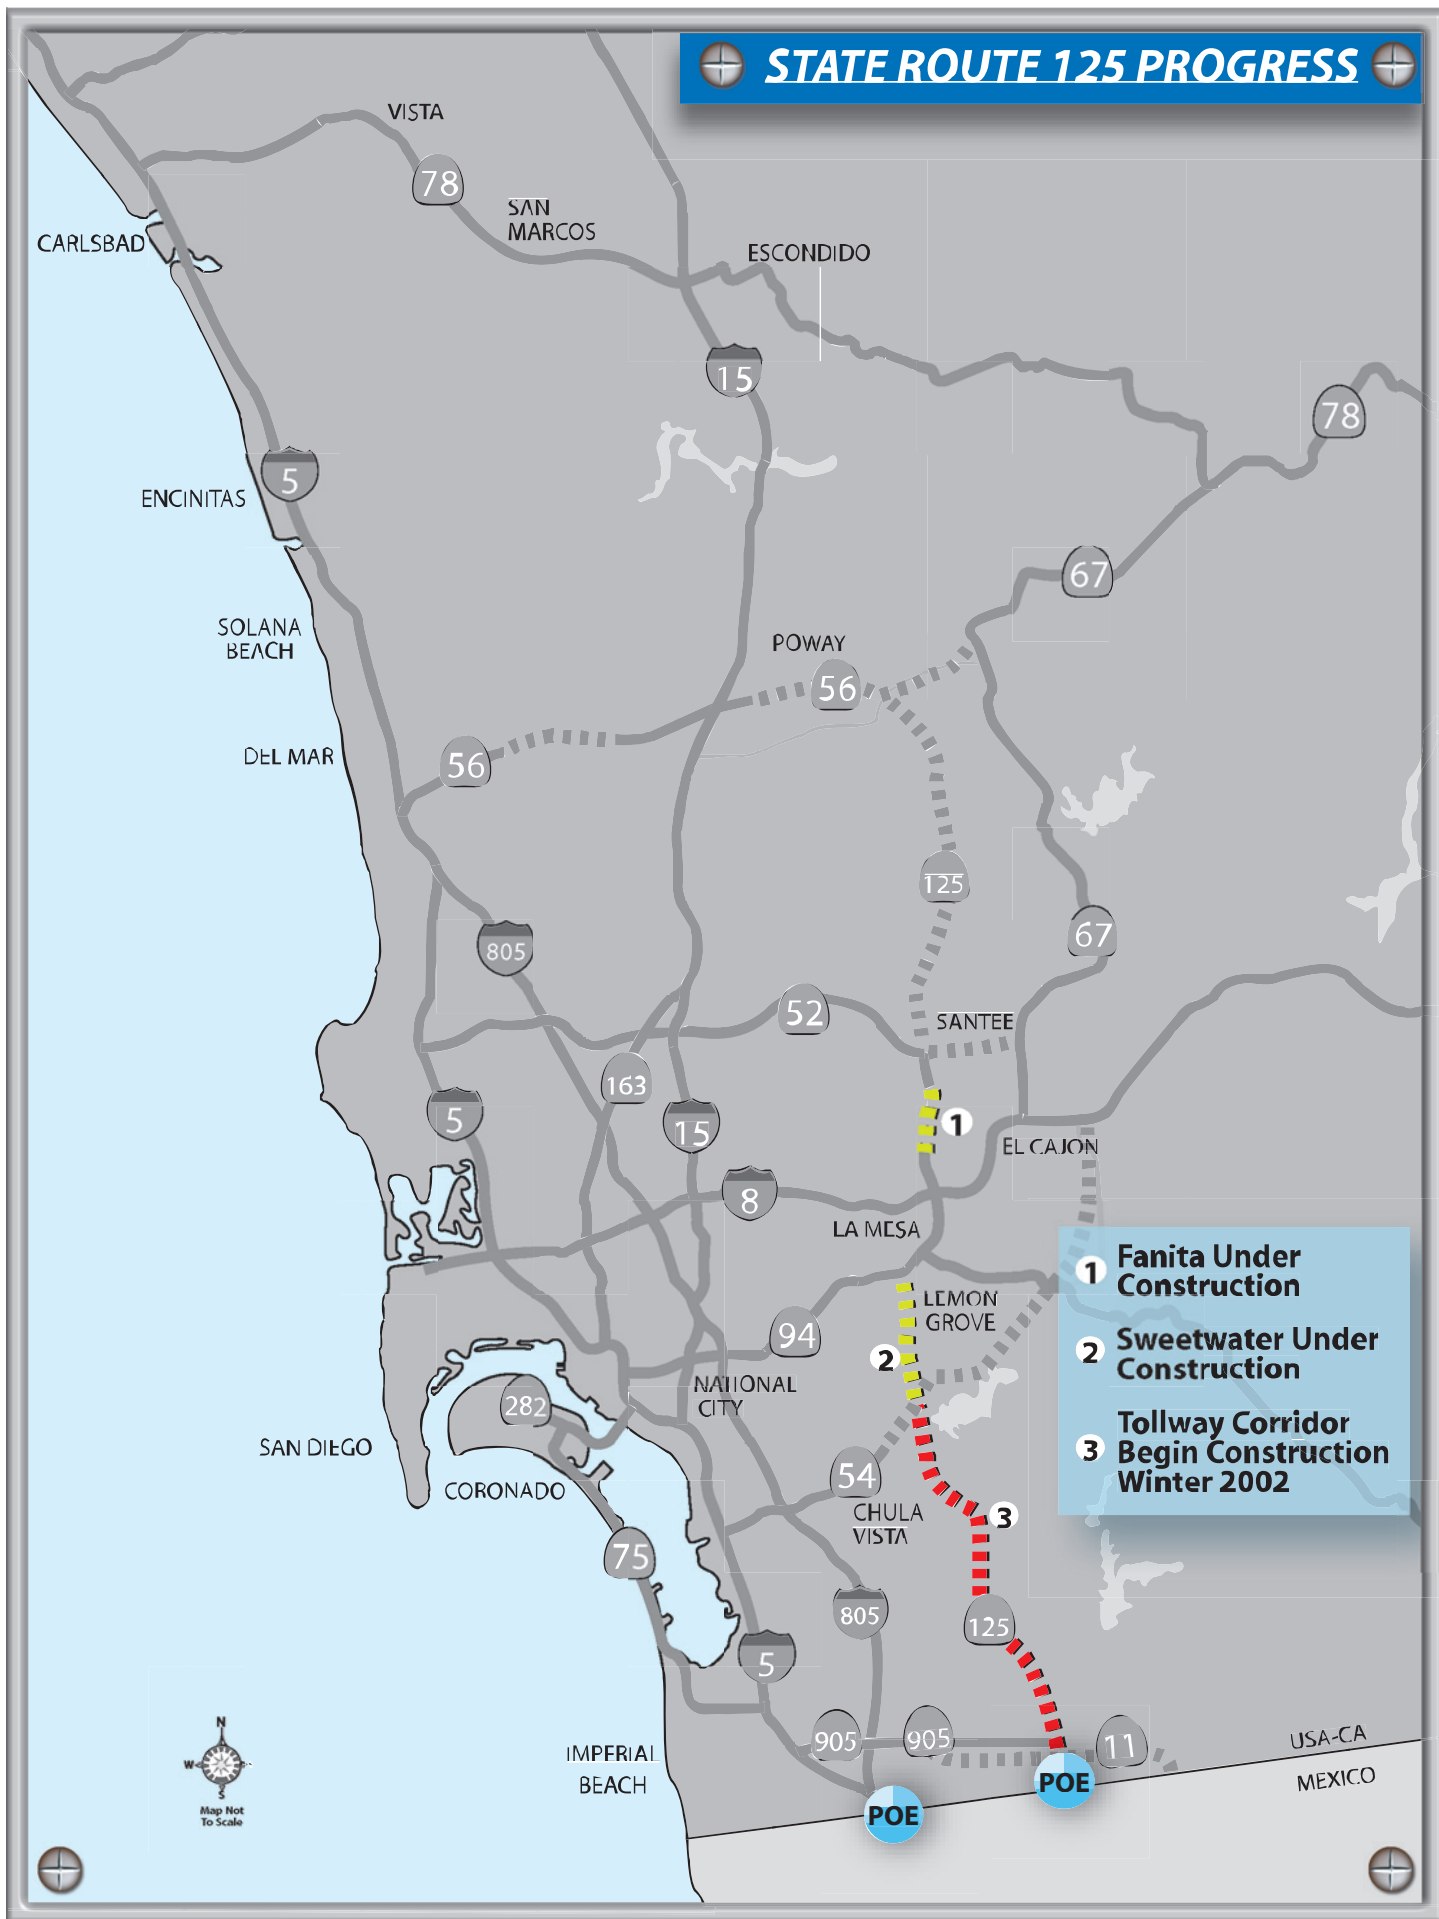 STATE ROUTE 125 PROGRESS
VISTA
78
SAN
MARCOS
CARLSBAD
ESCONDIDO
15
78
5
ENCINITAS
67
SOLANA
BEACH
POWAY
56
DEL MAR
56
125
67
805
52
SANTEE
163
5
15
1
EL CAJON
8
LA MESA
1 Fanita Under
Construction
2 Sweetwater Under
Construction
3 Tollway Corridor
Begin Construction
Winter 2002
LEMON
GROVE
94
2
NATIONAL
CITY
282
SAN DIEGO
CORONADO
54
CHULA
VISTA
3
75
805
125
5
905
905
11
USA-CA
MEXICO
IMPERIAL
BEACH
POE
POE
N
W
S
Map Not
To Scale